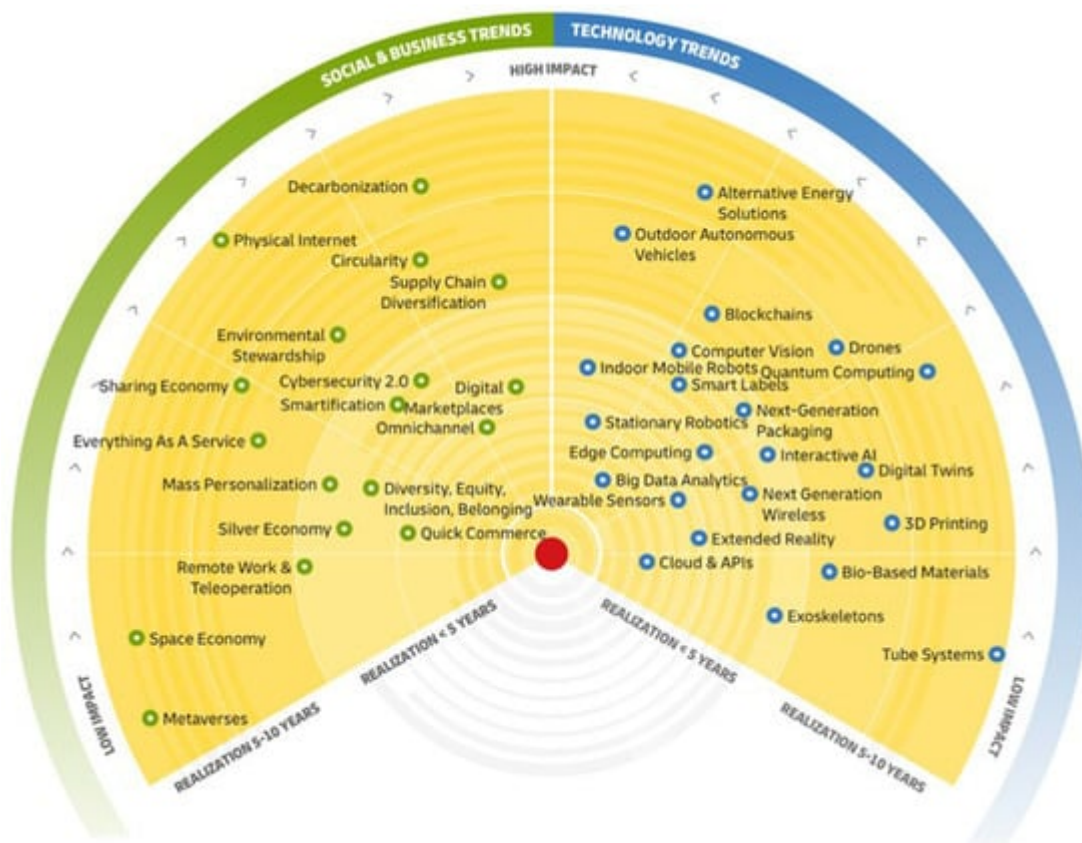 SOCIAL & BUSINESS TRENDS
TECHNOLOGY TRENDS
HIGH IMPACT
Decarbonization
Physical Internet
Circularity
Supply Chain
Diversification
Environmental
Stewardship
Sharing Economy
Cybersecurity 2.0
Digital
Marketplaces
Smartification
Omnichannel
Everything As A Service
Mass Personalization
Diversity, Equity,
Inclusion, Belonging
Silver Economy
Quick Commerce
Remote Work &
Teleoperation
Space Economy
Metaverses
LOW IMPACT
REALIZATION < 5 YEARS
REALIZATION 5-10 YEARS
Alternative Energy
Solutions
Outdoor Autonomous
Vehicles
Blockchains
Computer Vision
Drones
Indoor Mobile Robots
Quantum Computing
Smart Labels
Next-Generation
Packaging
Stationary Robotics
Edge Computing
Interactive AI
Digital Twins
Big Data Analytics
Wearable Sensors
Next Generation
Wireless
3D Printing
Extended Reality
Cloud & APIs
Bio-Based Materials
Exoskeletons
Tube Systems
REALIZATION < 5 YEARS
REALIZATION 5-10 YEARS
LOW IMPACT